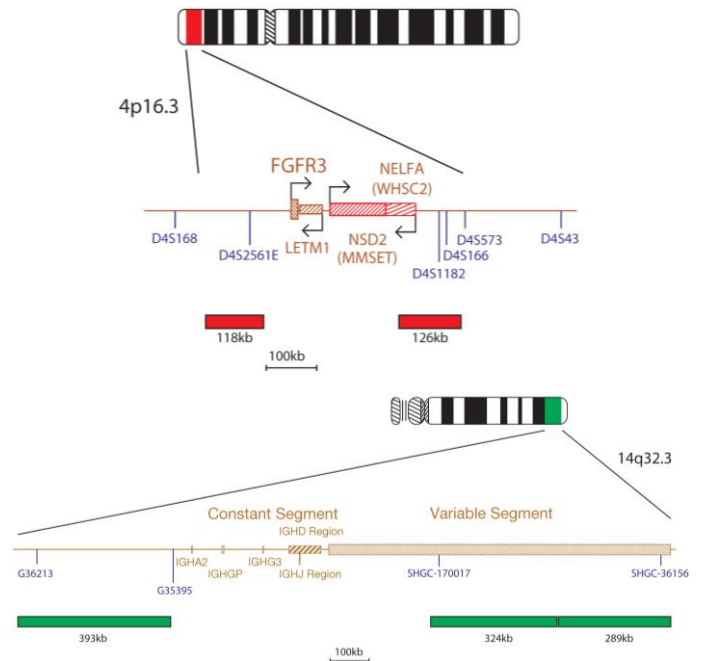 4p16.3
FGFR3
NELFA
(WHSC2)
D4S168
D4S2561E
LETM1
NSD2
(MMSET)
D4S1182
D4S166
D4S573
D4S43
118kb
126kb
100kb
14q32.3
Constant Segment
Variable Segment
IGHD Region
G36213
G35395
IGHA2
IGHGP
IGHG3
IGHJ Region
SHGC-170017
SHGC-36156
393kb
324kb
289kb
100kb